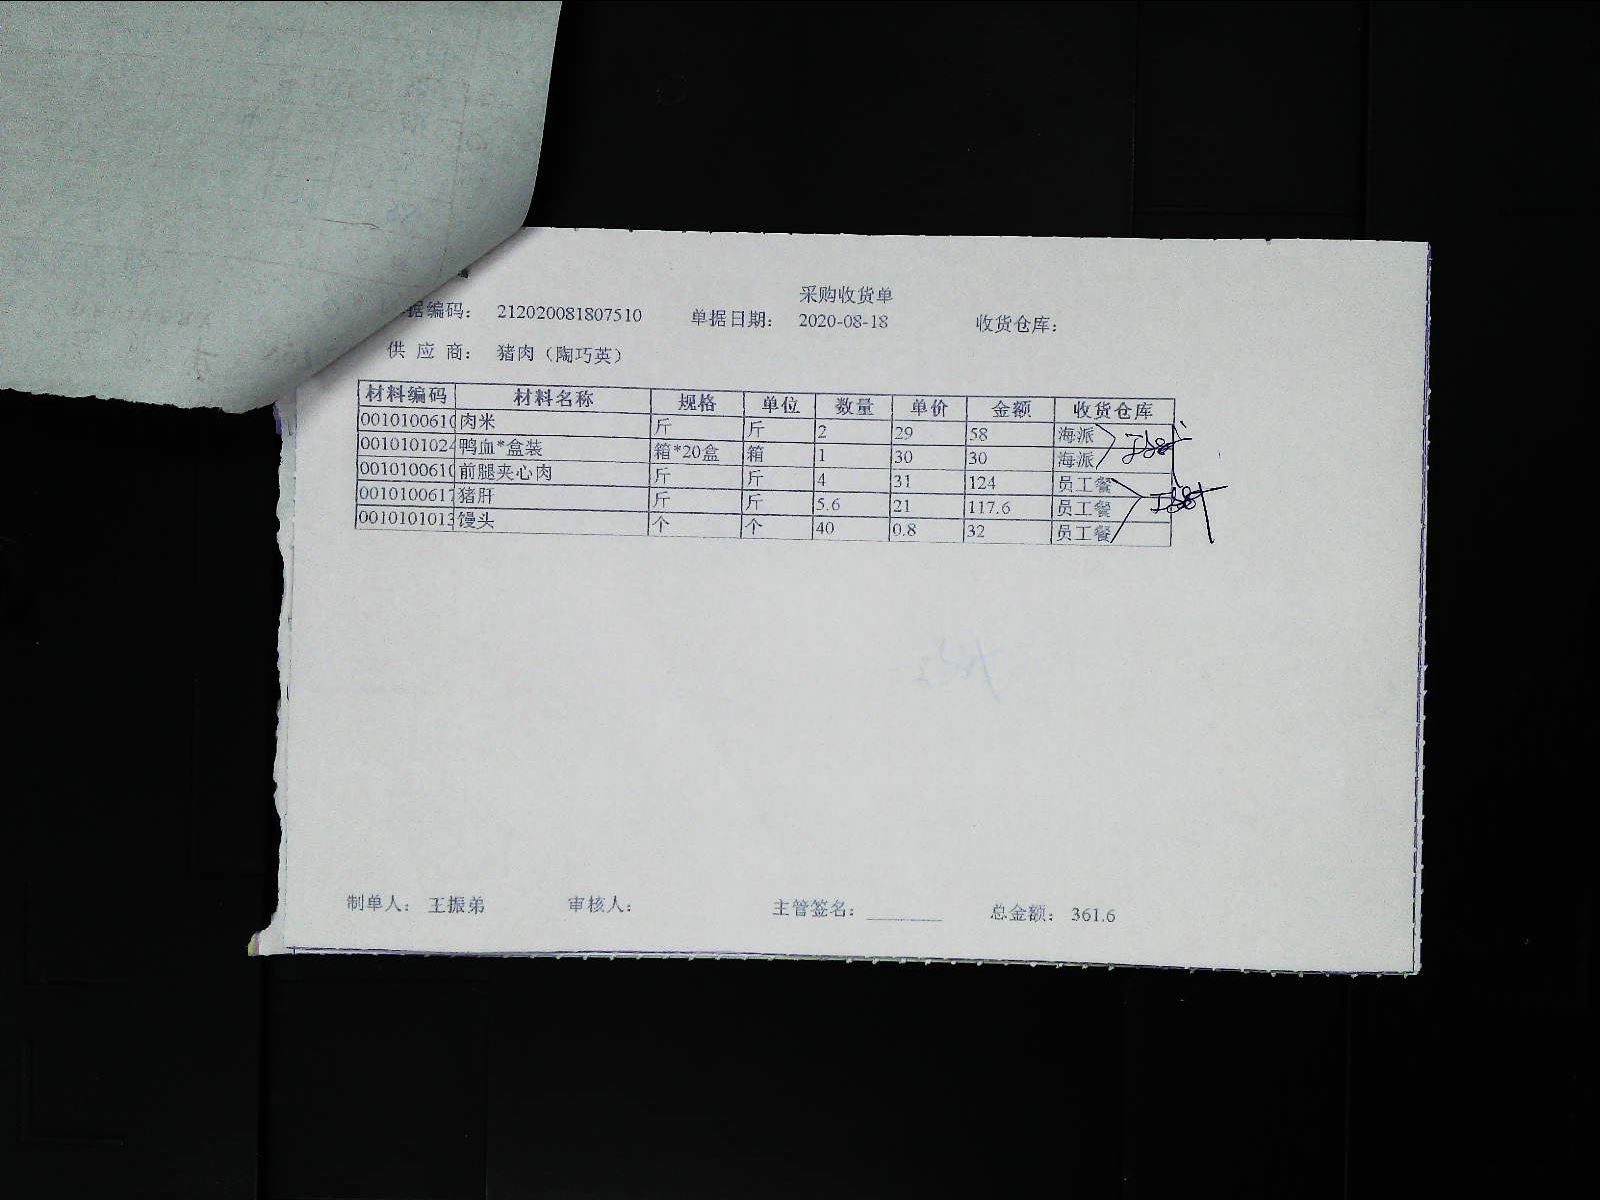 采购收货单
据编码： 212020081807510 单据日期： 2020-08-18 收货仓库：
供 应 商： 猪肉（陶巧英）
材料编码 材料名称 规格 单位 数量 单价 金额 收货仓库
001010061 肉米 斤 斤 2 29 58 海派
0010101024 鸭血*盒装 箱*20盒 箱 1 30 30 海派
001010061 前腿夹心肉 斤 斤 4 31 124 员工餐
0010100617 猪肝 斤 斤 5.6 21 117.6 员工餐
0010101013 馒头 个 个 40 0.8 32 员工餐
制单人： 王振弟 审核人： 主管签名： ________ 总金额： 361.6